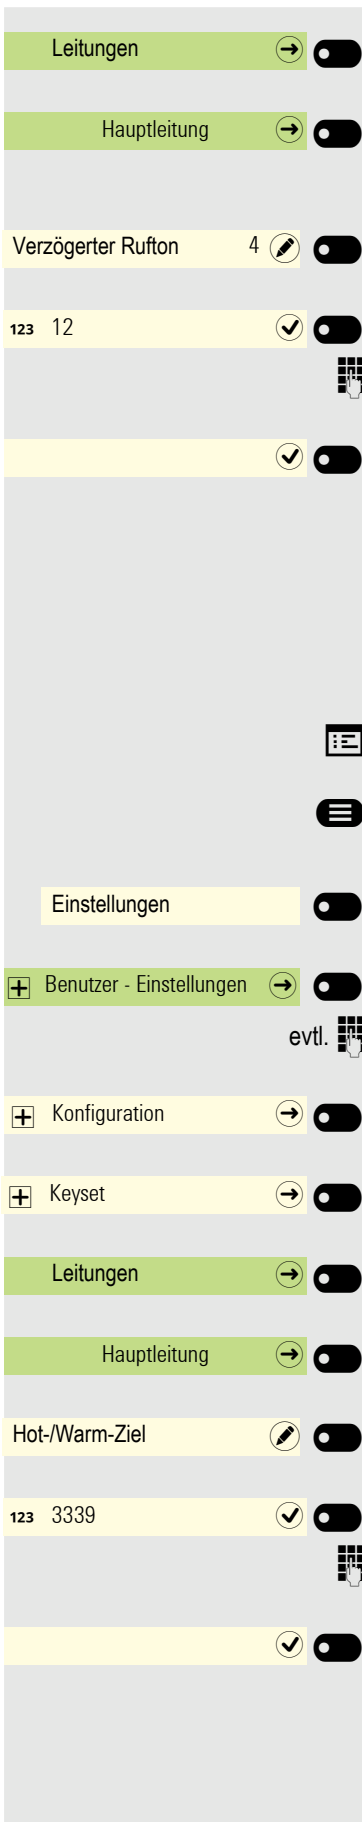 Leitungen
Hauptleitung
Verzögerter Rufton 4
123 12
Einstellungen
Benutzer - Einstellungen
evtl.
Konfiguration
Keyset
Leitungen
Hauptleitung
Hot-/Warm-Ziel
123 3339